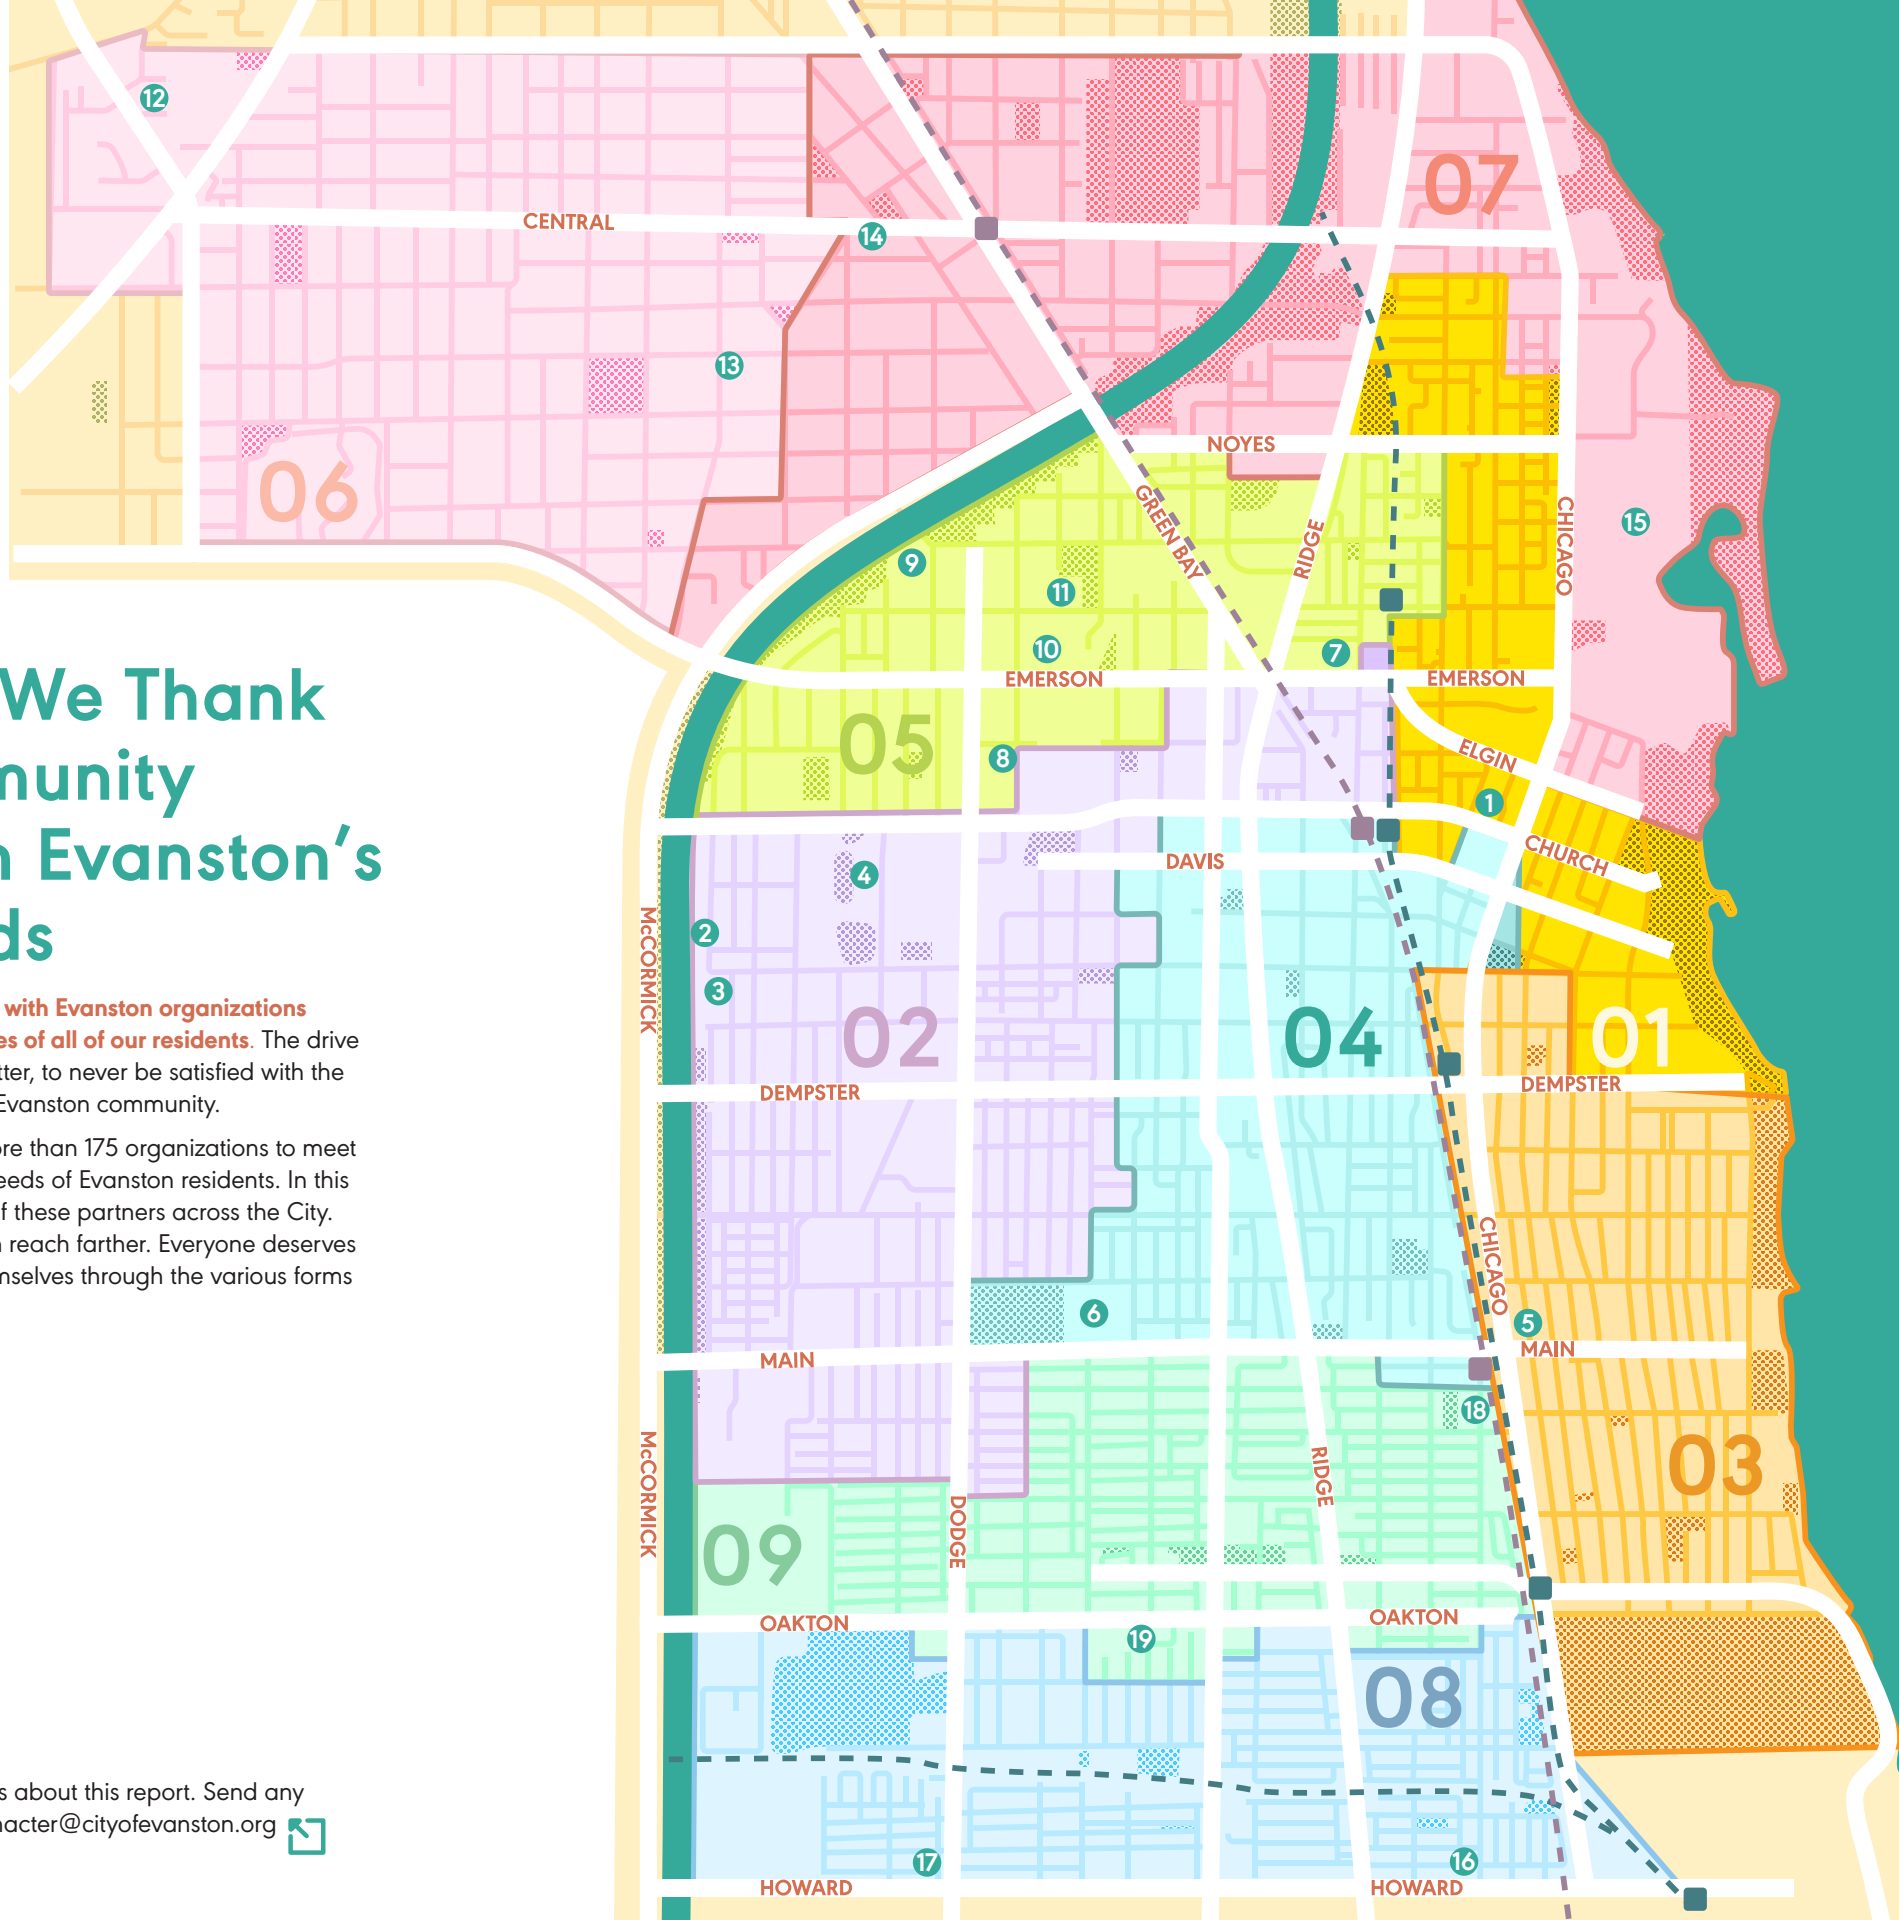 We Thank
munity
n Evanston's
ds
with Evanston organizations
es of all of our residents. The drive
tter, to never be satisfied with the
Evanston community.
ore than 175 organizations to meet
eeds of Evanston residents. In this
f these partners across the City.
n reach farther. Everyone deserves
mselves through the various forms
s about this report. Send any
nacter@cityofevanston.org
12
07
CENTRAL
14
13
NOYES
06
GREEN BAY
RIDGE
CHICAGO
15
9
11
10
7
EMERSON
EMERSON
05
8
ELGIN
1
CHURCH
DAVIS
4
McCORMICK
2
3
02
04
01
DEMPSTER
DEMPSTER
CHICAGO
6
5
MAIN
MAIN
18
McCORMICK
RIDGE
03
DODGE
09
OAKTON
OAKTON
19
08
17
16
HOWARD
HOWARD